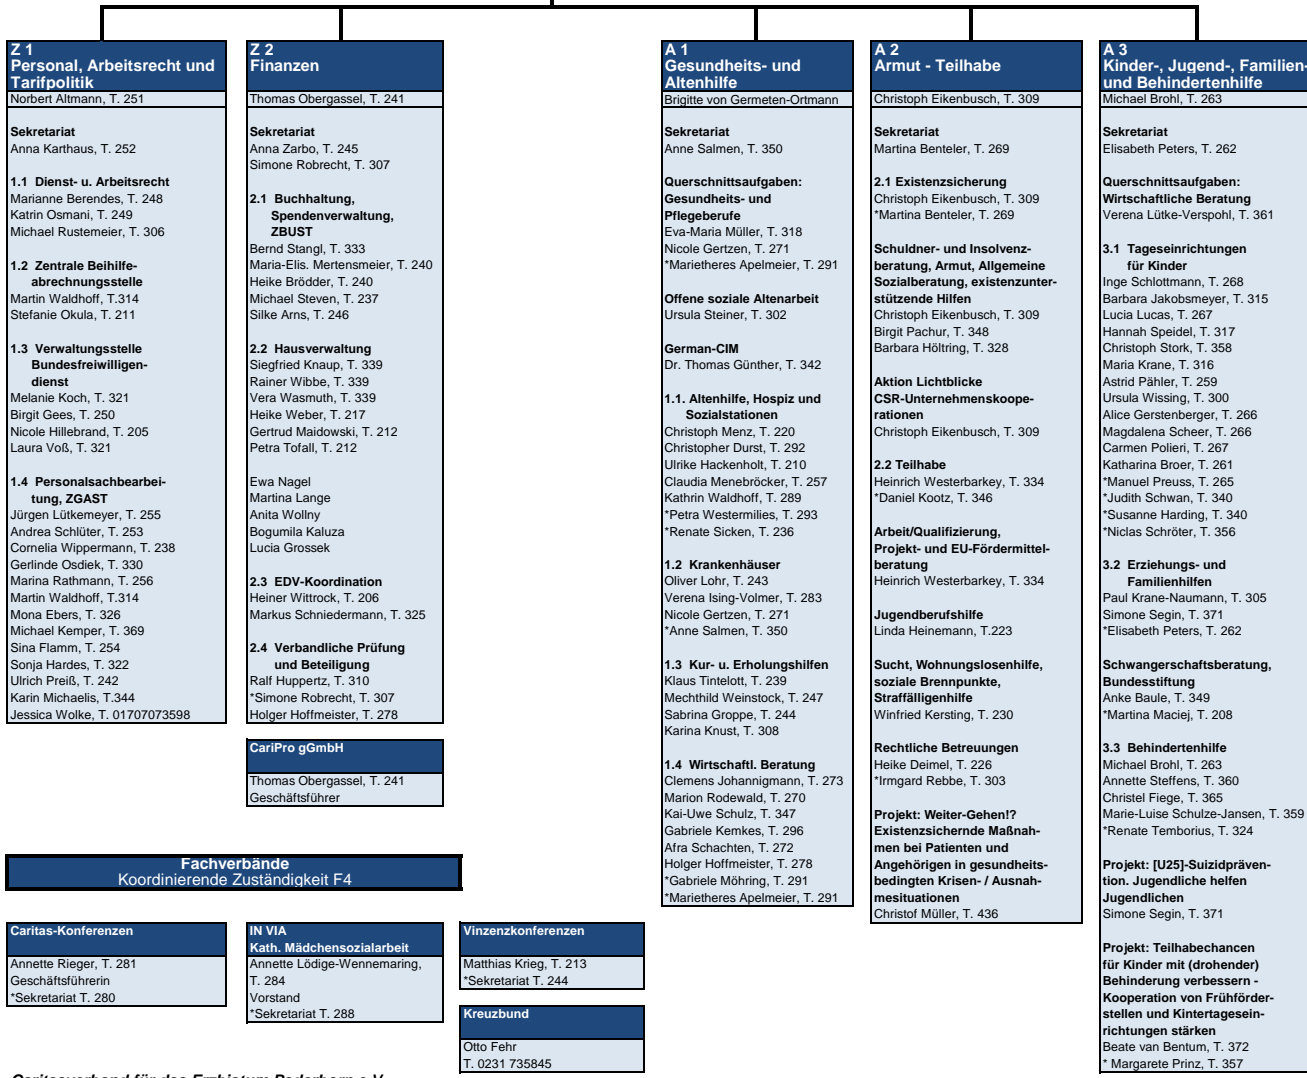 Z 1
Personal, Arbeitsrecht und
Tarifpolitik
Norbert Altmann, T. 251
Sekretariat
Anna Karthaus, T. 252
1.1 Dienst- u. Arbeitsrecht
Marianne Berendes, T. 248
Katrin Osmani, T. 249
Michael Rustemeier, T. 306
1.2 Zentrale Beihilfe-
abrechnungsstelle
Martin Waldhoff, T.314
Stefanie Okula, T. 211
1.3 Verwaltungsstelle
Bundesfreiwilligen-
dienst
Melanie Koch, T. 321
Birgit Gees, T. 250
Nicole Hillebrand, T. 205
Laura Voß, T. 321
1.4 Personalsachbearbei-
tung, ZGAST
Jürgen Lütkemeyer, T. 255
Andrea Schlüter, T. 253
Cornelia Wippermann, T. 238
Gerlinde Osdiek, T. 330
Marina Rathmann, T. 256
Martin Waldhoff, T.314
Mona Ebers, T. 326
Michael Kemper, T. 369
Sina Flamm, T. 254
Sonja Hardes, T. 322
Ulrich Preiß, T. 242
Karin Michaelis, T.344
Jessica Wolke, T. 01707073598
Z 2
Finanzen
Thomas Obergassel, T. 241
Sekretariat
Anna Zarbo, T. 245
Simone Robrecht, T. 307
2.1 Buchhaltung,
Spendenverwaltung,
ZBUST
Bernd Stangl, T. 333
Maria-Elis. Mertensmeier, T. 240
Heike Brödder, T. 240
Michael Steven, T. 237
Silke Arns, T. 246
2.2 Hausverwaltung
Siegfried Knaup, T. 339
Rainer Wibbe, T. 339
Vera Wasmuth, T. 339
Heike Weber, T. 217
Gertrud Maidowski, T. 212
Petra Tofall, T. 212
Ewa Nagel
Martina Lange
Anita Wollny
Bogumila Kaluza
Lucia Grossek
2.3 EDV-Koordination
Heiner Wittrock, T. 206
Markus Schniedermann, T. 325
2.4 Verbandliche Prüfung
und Beteiligung
Ralf Huppertz, T. 310
*Simone Robrecht, T. 307
Holger Hoffmeister, T. 278
CariPro gGmbH
Thomas Obergassel, T. 241
Geschäftsführer
A 1
Gesundheits- und
Altenhilfe
Brigitte von Germeten-Ortmann
Sekretariat
Anne Salmen, T. 350
Querschnittsaufgaben:
Gesundheits- und
Pflegeberufe
Eva-Maria Müller, T. 318
Nicole Gertzen, T. 271
*Marietheres Apelmeier, T. 291
Offene soziale Altenarbeit
Ursula Steiner, T. 302
German-CIM
Dr. Thomas Günther, T. 342
1.1. Altenhilfe, Hospiz und
Sozialstationen
Christoph Menz, T. 220
Christopher Durst, T. 292
Ulrike Hackenholt, T. 210
Claudia Menebröcker, T. 257
Kathrin Waldhoff, T. 289
*Petra Westermilies, T. 293
*Renate Sicken, T. 236
1.2 Krankenhäuser
Oliver Lohr, T. 243
Verena Ising-Volmer, T. 283
Nicole Gertzen, T. 271
*Anne Salmen, T. 350
1.3 Kur- u. Erholungshilfen
Klaus Tintelott, T. 239
Mechthild Weinstock, T. 247
Sabrina Groppe, T. 244
Karina Knust, T. 308
1.4 Wirtschaftl. Beratung
Clemens Johannigmann, T. 273
Marion Rodewald, T. 270
Kai-Uwe Schulz, T. 347
Gabriele Kemkes, T. 296
Afra Schachten, T. 272
Holger Hoffmeister, T. 278
*Gabriele Möhring, T. 291
*Marietheres Apelmeier, T. 291
A 2
Armut - Teilhabe
Christoph Eikenbusch, T. 309
Sekretariat
Martina Benteler, T. 269
2.1 Existenzsicherung
Christoph Eikenbusch, T. 309
*Martina Benteler, T. 269
Schuldner- und Insolvenz-
beratung, Armut, Allgemeine
Sozialberatung, existenzunter-
stützende Hilfen
Christoph Eikenbusch, T. 309
Birgit Pachur, T. 348
Barbara Höltring, T. 328
Aktion Lichtblicke
CSR-Unternehmenskoope-
rationen
Christoph Eikenbusch, T. 309
2.2 Teilhabe
Heinrich Westerbarkey, T. 334
*Daniel Kootz, T. 346
Arbeit/Qualifizierung,
Projekt- und EU-Fördermittel-
beratung
Heinrich Westerbarkey, T. 334
Jugendberufshilfe
Linda Heinemann, T.223
Sucht, Wohnungslosenhilfe,
soziale Brennpunkte,
Straffälligenhilfe
Winfried Kersting, T. 230
Rechtliche Betreuungen
Heike Deimel, T. 226
*Irmgard Rebbe, T. 303
Projekt: Weiter-Gehen!?
Existenzsichernde Maßnah-
men bei Patienten und
Angehörigen in gesundheits-
bedingten Krisen- / Ausnah-
mesituationen
Christof Müller, T. 436
A 3
Kinder-, Jugend-, Familien-
und Behindertenhilfe
Michael Brohl, T. 263
Sekretariat
Elisabeth Peters, T. 262
Querschnittsaufgaben:
Wirtschaftliche Beratung
Verena Lütke-Verspohl, T. 361
3.1 Tageseinrichtungen
für Kinder
Inge Schlottmann, T. 268
Barbara Jakobsmeyer, T. 315
Lucia Lucas, T. 267
Hannah Speidel, T. 317
Christoph Stork, T. 358
Maria Krane, T. 316
Astrid Pähler, T. 259
Ursula Wissing, T. 300
Alice Gerstenberger, T. 266
Magdalena Scheer, T. 266
Carmen Polieri, T. 267
Katharina Broer, T. 261
*Manuel Preuss, T. 265
*Judith Schwan, T. 340
*Susanne Harding, T. 340
*Niclas Schröter, T. 356
3.2 Erziehungs- und
Familienhilfen
Paul Krane-Naumann, T. 305
Simone Segin, T. 371
*Elisabeth Peters, T. 262
Schwangerschaftsberatung,
Bundesstiftung
Anke Baule, T. 349
*Martina Maciej, T. 208
3.3 Behindertenhilfe
Michael Brohl, T. 263
Annette Steffens, T. 360
Christel Fiege, T. 365
Marie-Luise Schulze-Jansen, T. 359
*Renate Temborius, T. 324
Projekt: [U25]-Suizidpräven-
tion. Jugendliche helfen
Jugendlichen
Simone Segin, T. 371
Projekt: Teilhabechancen
für Kinder mit (drohender)
Behinderung verbessern -
Kooperation von Frühförder-
stellen und Kintertagesein-
richtungen stärken
Beate van Bentum, T. 372
* Margarete Prinz, T. 357
Fachverbände
Koordinierende Zuständigkeit F4
Caritas-Konferenzen
Annette Rieger, T. 281
Geschäftsführerin
*Sekretariat T. 280
IN VIA
Kath. Mädchensozialarbeit
Annette Lödige-Wennemaring,
T. 284
Vorstand
*Sekretariat T. 288
Vinzenzkonferenzen
Matthias Krieg, T. 213
*Sekretariat T. 244
Kreuzbund
Otto Fehr
T. 0231 735845
Caritasverband für das Erzbistum Paderborn e.V.